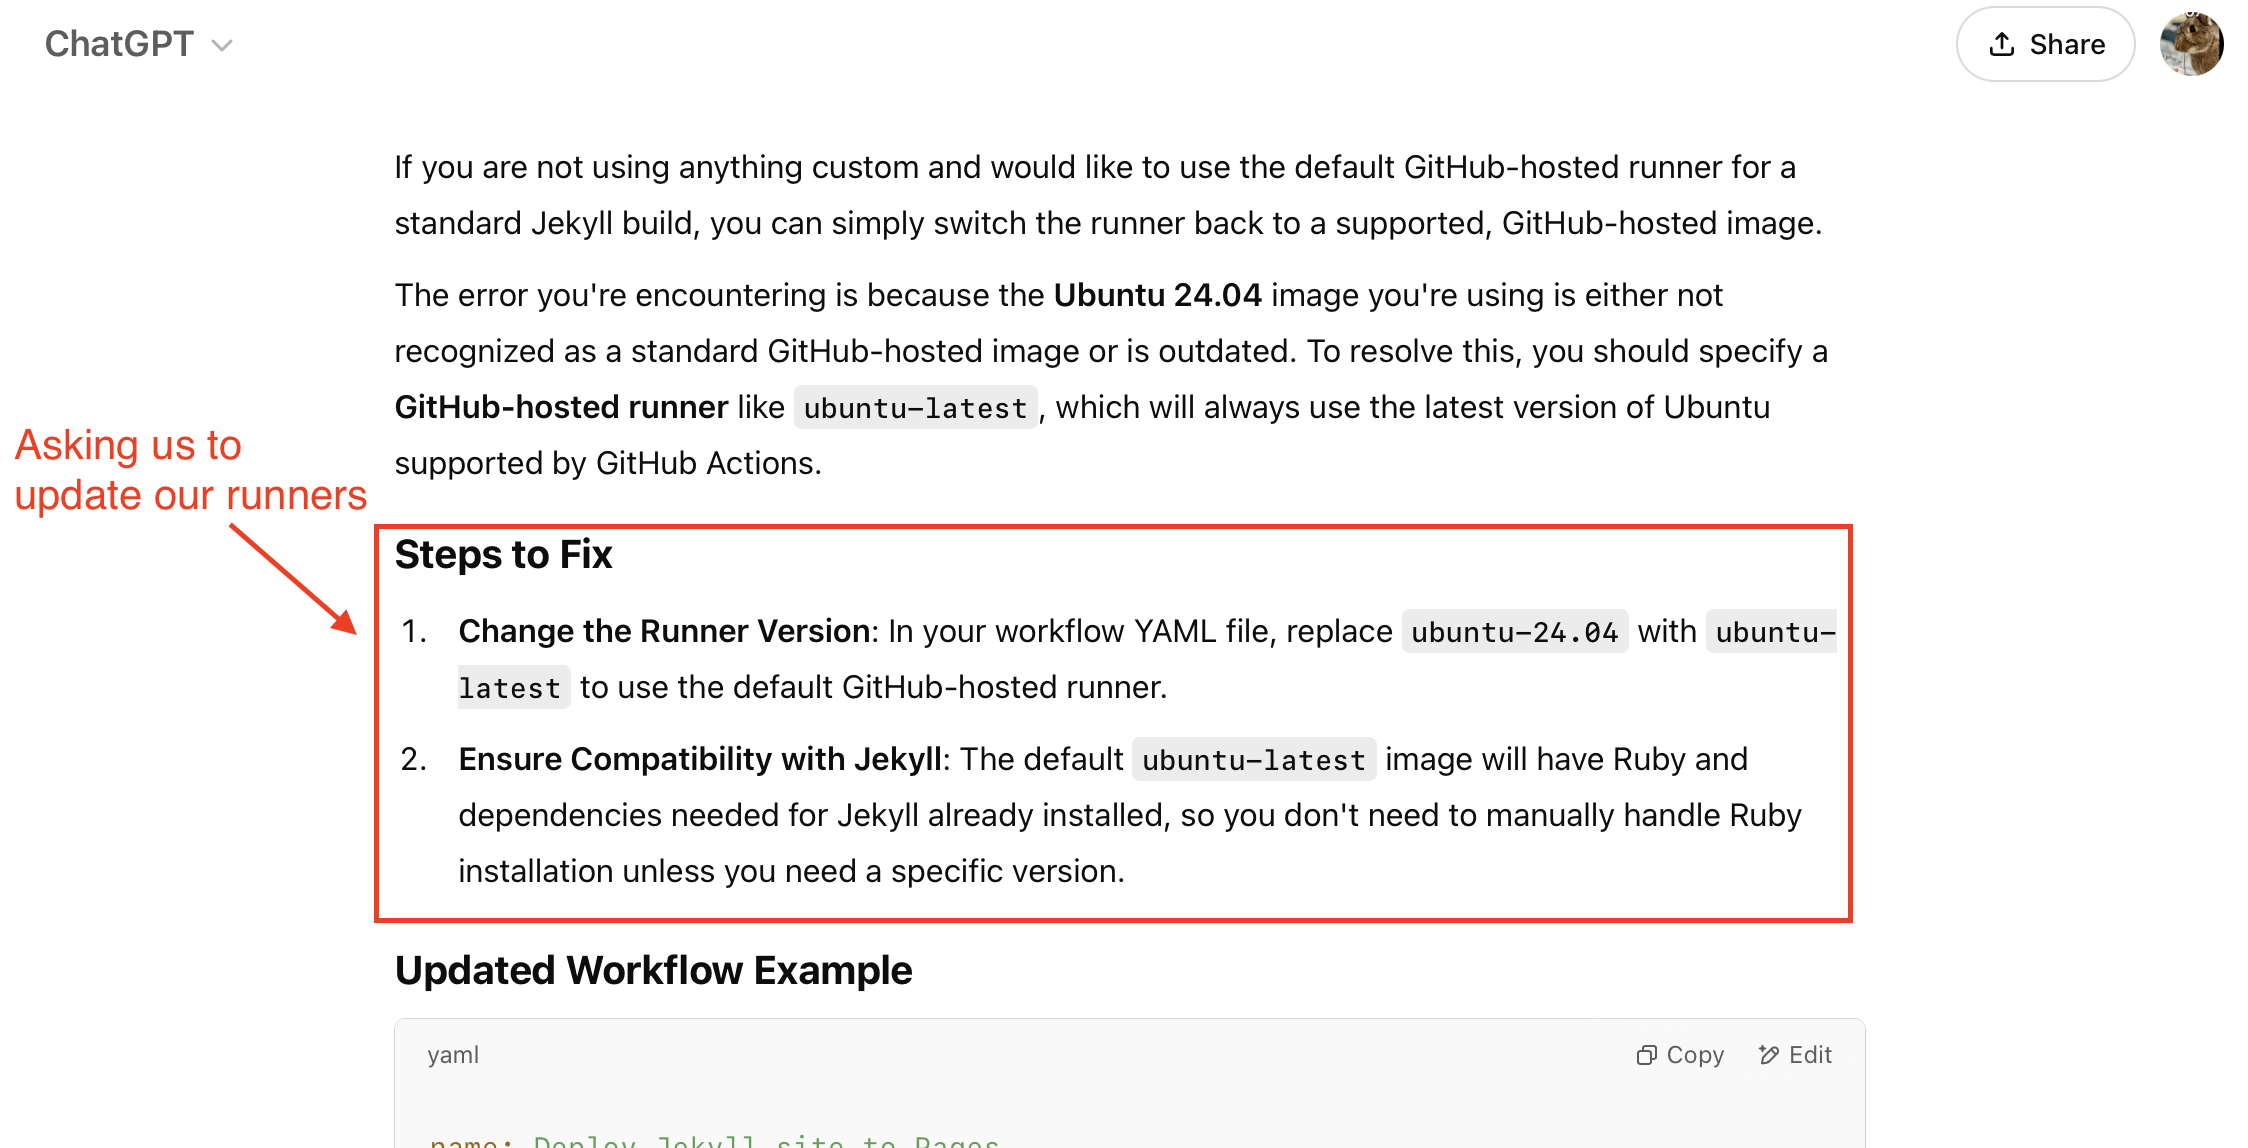 ChatGPT
Share
If you are not using anything custom and would like to use the default GitHub-hosted runner for a
standard Jekyll build, you can simply switch the runner back to a supported, GitHub-hosted image.
The error you're encountering is because the Ubuntu 24.04 image you're using is either not
recognized as a standard GitHub-hosted image or is outdated. To resolve this, you should specify a
GitHub-hosted runner like ubuntu-latest, which will always use the latest version of Ubuntu
supported by GitHub Actions.
Asking us to
update our runners
Steps to Fix
1. Change the Runner Version: In your workflow YAML file, replace ubuntu-24.04 with ubuntu-
latest to use the default GitHub-hosted runner.
2. Ensure Compatibility with Jekyll: The default ubuntu-latest image will have Ruby and
dependencies needed for Jekyll already installed, so you don't need to manually handle Ruby
installation unless you need a specific version.
Updated Workflow Example
yaml
Copy
Edit
name: Deploy Jekyll site to Pages